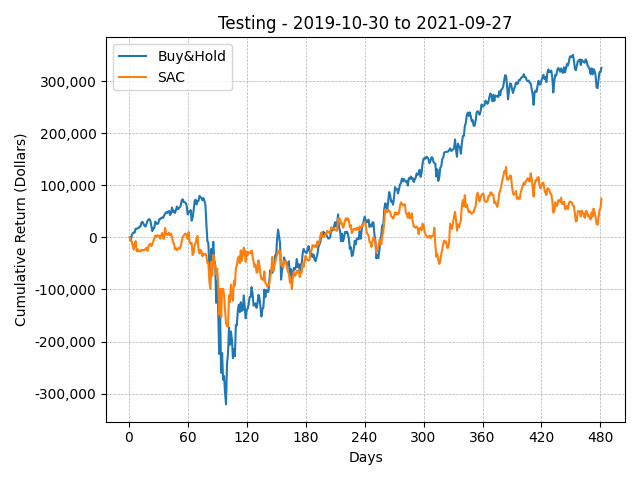 Testing - 2019-10-30 to 2021-09-27
Buy&Hold
SAC
Cumulative Return (Dollars)
300,000
200,000
100,000
0
-100,000
-200,000
-300,000
0 60 120 180 240 300 360 420 480
Days